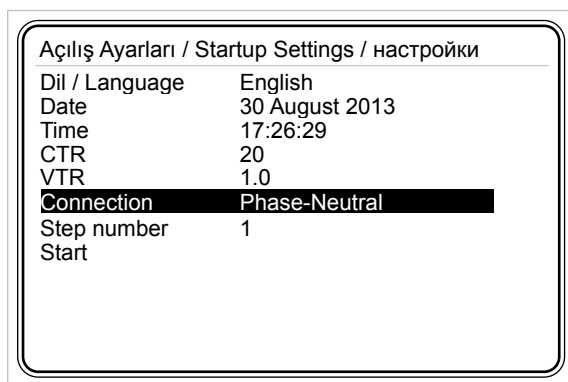 Açılış Ayarları / Startup Settings / настройки
Dil / Language English
Date 30 August 2013
Time 17:26:29
CTR 20
VTR 1.0
Connection Phase-Neutral
Step number 1
Start